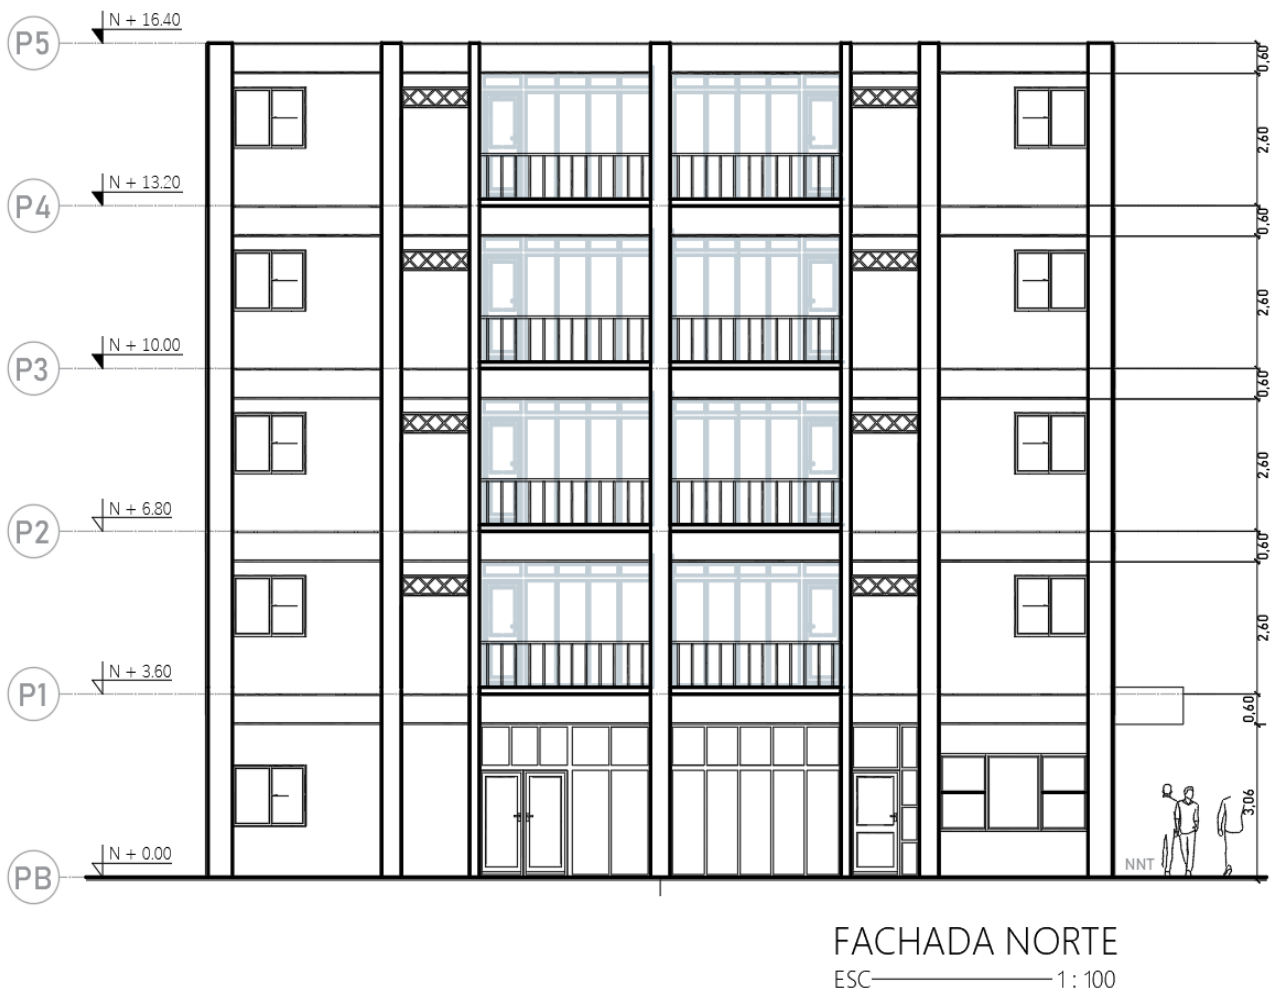 P5
N + 16.40
0,60
2,60
P4
N + 13.20
0,60
2,60
P3
N + 10.00
0,60
2,60
P2
N + 6.80
0,60
2,60
P1
N + 3.60
0,60
3,06
PB
N + 0.00
NNT
FACHADA NORTE
ESC 1 : 100